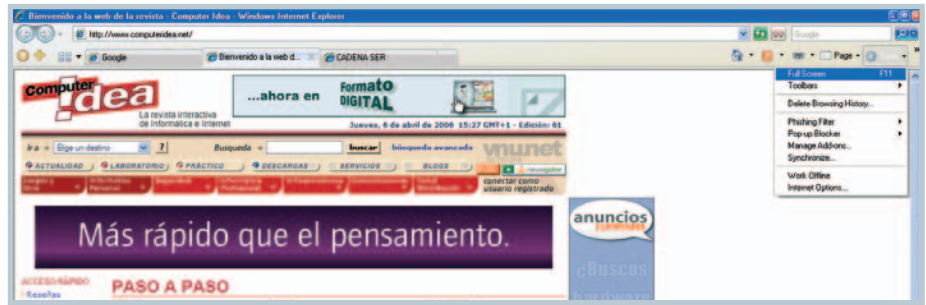 Bienvenido a la web de la revista - Computer Idea - Windows Internet Explorer
http://www.computeridea.net/
Google
Google
Bienvenido a la web d...
CADENA SER
Page
Full Screen F11
Toolbars
Delete Browsing History...
Phishing Filter
Pop-up Blocker
Manage Add-ons...
Synchronize...
Work Offline
Internet Options...
Computer idea
La revista interactiva
de Informática e Internet
...ahora en
Formato
DIGITAL
Jueves, 6 de abril de 2006 15:27 GMT+1 - Edición: 61
Ir a
Elige un destino
?
Busqueda
buscar
búsqueda avanzada
vnunet
ACTUALIDAD
LABORATORIO
PRÁCTICO
DESCARGAS
SERVICIOS
BLOGS
navegator
conectar como
usuario registrado
Más rápido que el pensamiento.
anuncios
¿Buscas
hardware
ACCESO RÁPIDO
Reseñas
PASO A PASO